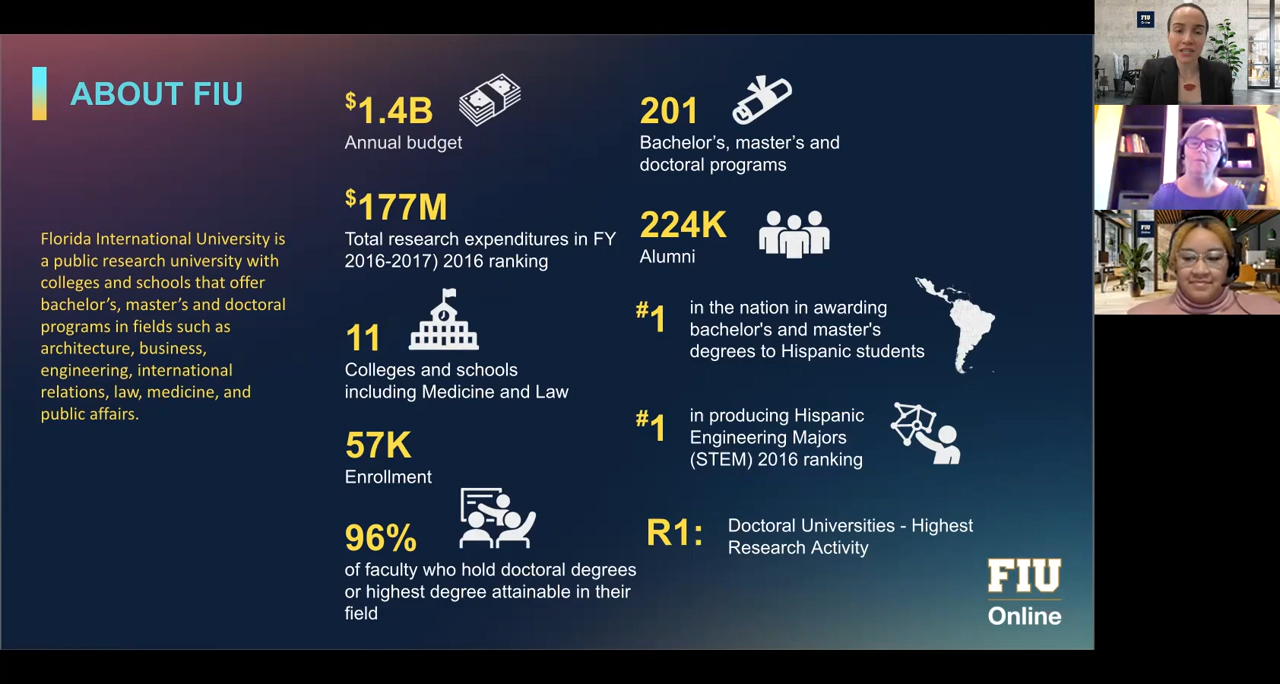 ABOUT FIU
Florida International University is
a public research university with
colleges and schools that offer
bachelor's, master's and doctoral
programs in fields such as
architecture, business,
engineering, international
relations, law, medicine, and
public affairs.
$1.4B
Annual budget
$177M
Total research expenditures in FY
2016-2017) 2016 ranking
11
Colleges and schools
including Medicine and Law
57K
Enrollment
96%
of faculty who hold doctoral degrees
or highest degree attainable in their
field
201
Bachelor's, master's and
doctoral programs
224K
Alumni
#1
in the nation in awarding
bachelor's and master's
degrees to Hispanic students
#1
in producing Hispanic
Engineering Majors
(STEM) 2016 ranking
R1:
Doctoral Universities - Highest
Research Activity
FIU
Online
FIU
FIU